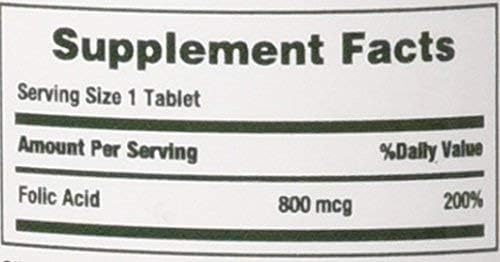 Supplement Facts
Serving Size 1 Tablet
Amount Per Serving %Daily Value
Folic Acid 800 mcg 200%